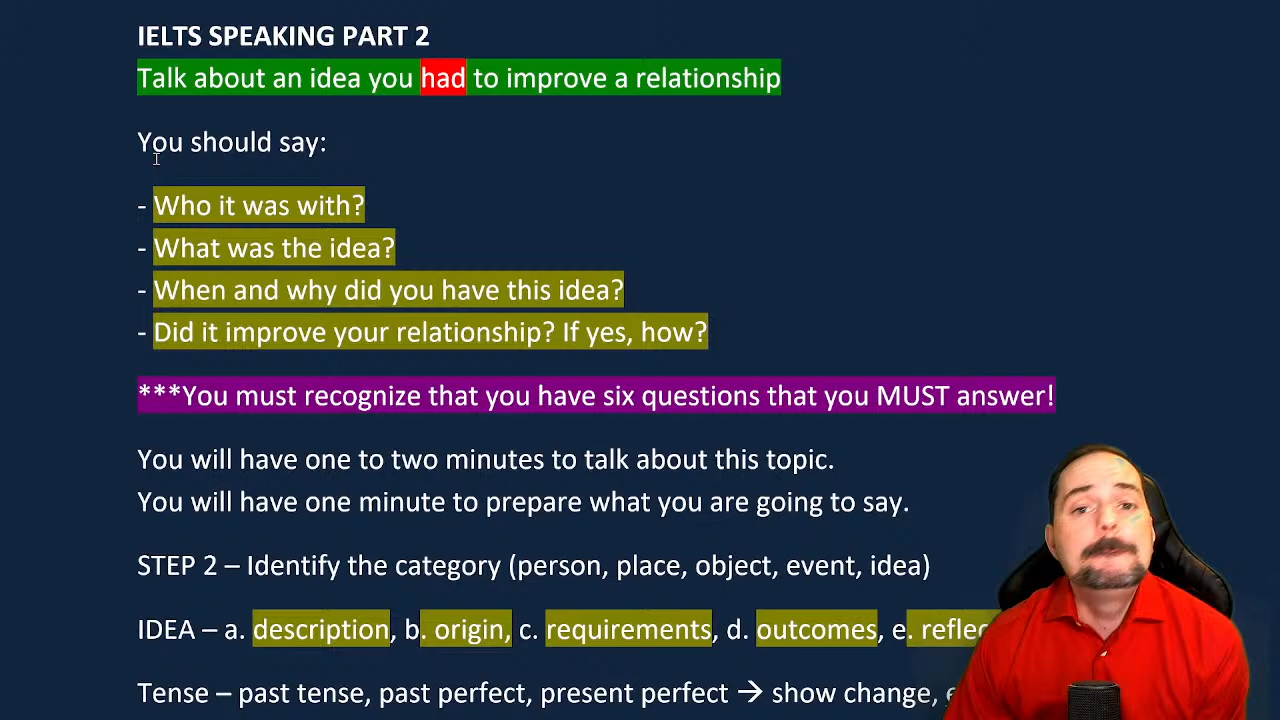 IELTS SPEAKING PART 2
Talk about an idea you had to improve a relationship
You should say:
- Who it was with?
- What was the idea?
- When and why did you have this idea?
- Did it improve your relationship? If yes, how?
***You must recognize that you have six questions that you MUST answer!
You will have one to two minutes to talk about this topic.
You will have one minute to prepare what you are going to say.
STEP 2 – Identify the category (person, place, object, event, idea)
IDEA – a. description, b. origin, c. requirements, d. outcomes, e.
Tense – past tense, past perfect, present perfect → show change,